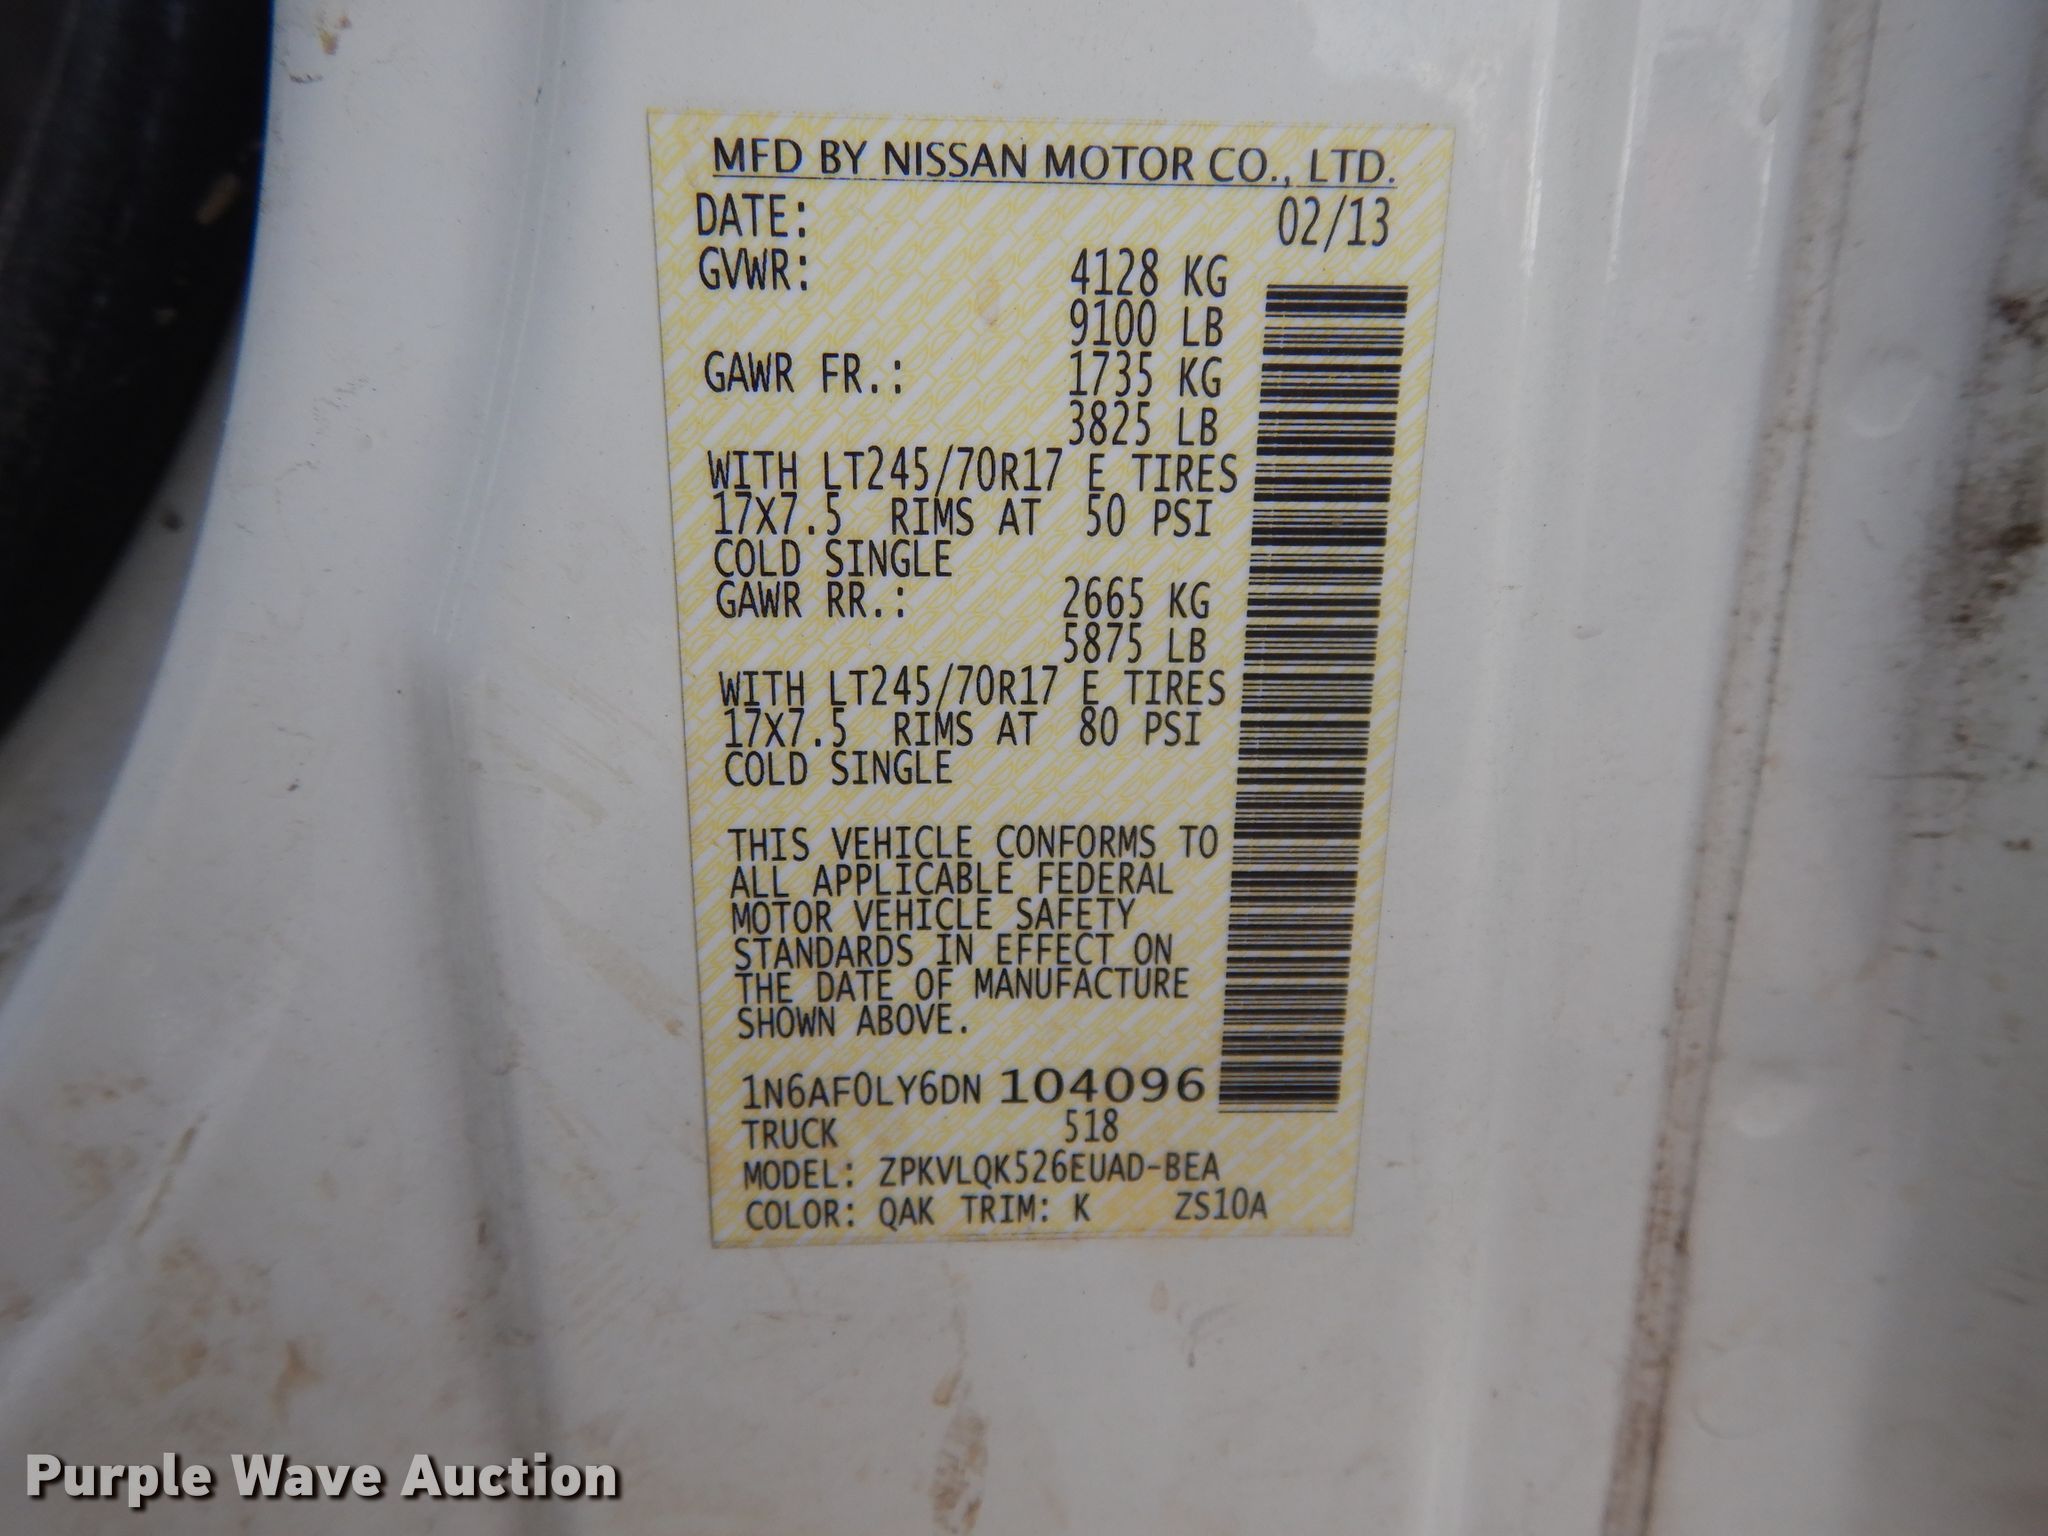 MFD BY NISSAN MOTOR CO., LTD.
DATE: 02/13
GVWR: 4128 KG
9100 LB
GAWR FR.: 1735 KG
3825 LB
WITH LT245/70R17 E TIRES
17X7.5 RIMS AT 50 PSI
COLD SINGLE
GAWR RR.: 2665 KG
5875 LB
WITH LT245/70R17 E TIRES
17X7.5 RIMS AT 80 PSI
COLD SINGLE
THIS VEHICLE CONFORMS TO
ALL APPLICABLE FEDERAL
MOTOR VEHICLE SAFETY
STANDARDS IN EFFECT ON
THE DATE OF MANUFACTURE
SHOWN ABOVE.
1N6AF0LY6DN 104096
TRUCK 518
MODEL: ZPKVLQK526EUAD-BEA
COLOR: QAK TRIM: K ZS10A
Purple Wave Auction